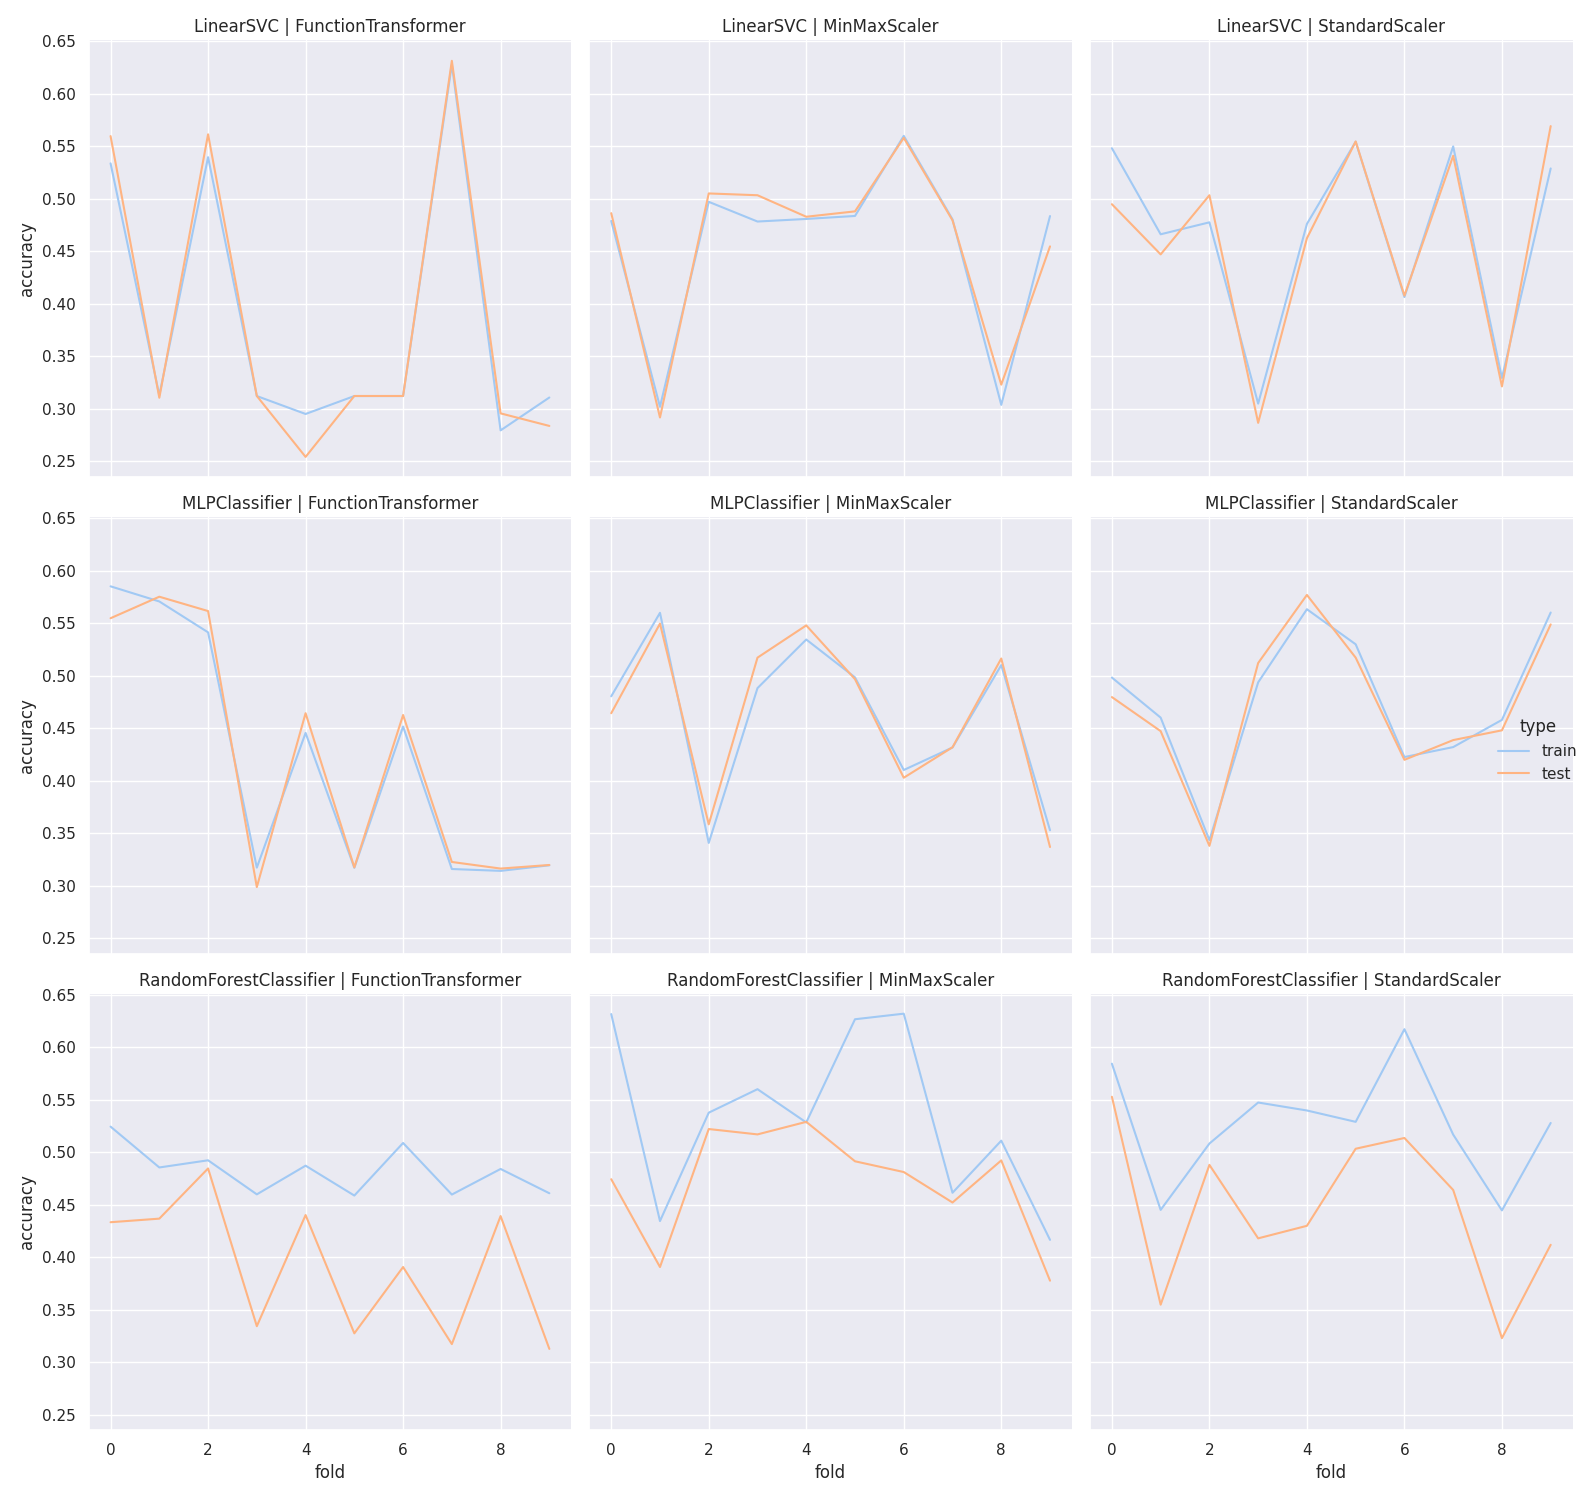 LinearSVC | FunctionTransformer
LinearSVC | MinMaxScaler
LinearSVC | StandardScaler
0.65
0.60
0.55
0.50
0.45
0.40
0.35
0.30
0.25
accuracy
MLPClassifier | FunctionTransformer
MLPClassifier | MinMaxScaler
MLPClassifier | StandardScaler
0.65
0.60
0.55
0.50
0.45
0.40
0.35
0.30
0.25
accuracy
type
train
test
RandomForestClassifier | FunctionTransformer
RandomForestClassifier | MinMaxScaler
RandomForestClassifier | StandardScaler
0.65
0.60
0.55
0.50
0.45
0.40
0.35
0.30
0.25
accuracy
0 2 4 6 8
0 2 4 6 8
0 2 4 6 8
fold
fold
fold